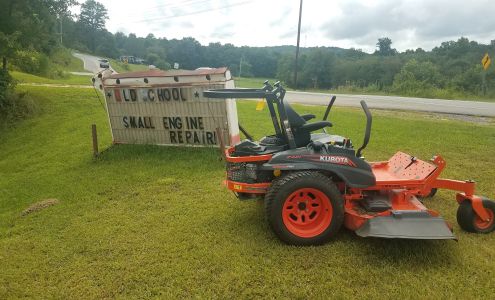 OLD SCHOOL
SMALL ENGINE
REPAIR
Kubota